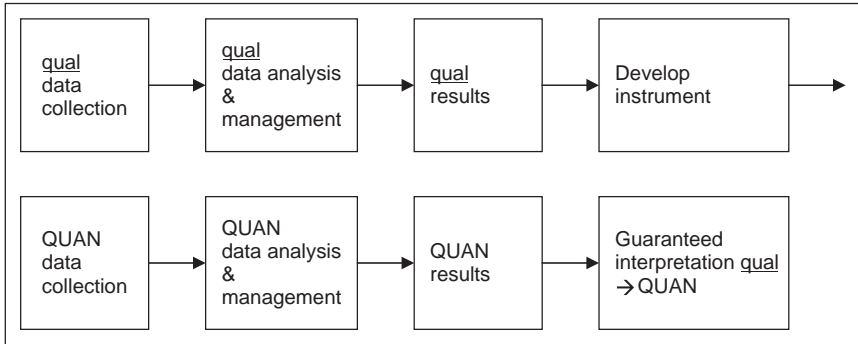 qual
data
collection
qual
data analysis
&
management
qual
results
Develop
instrument
QUAN
data
collection
QUAN
data analysis
&
management
QUAN
results
Guaranteed
interpretation qual
→QUAN